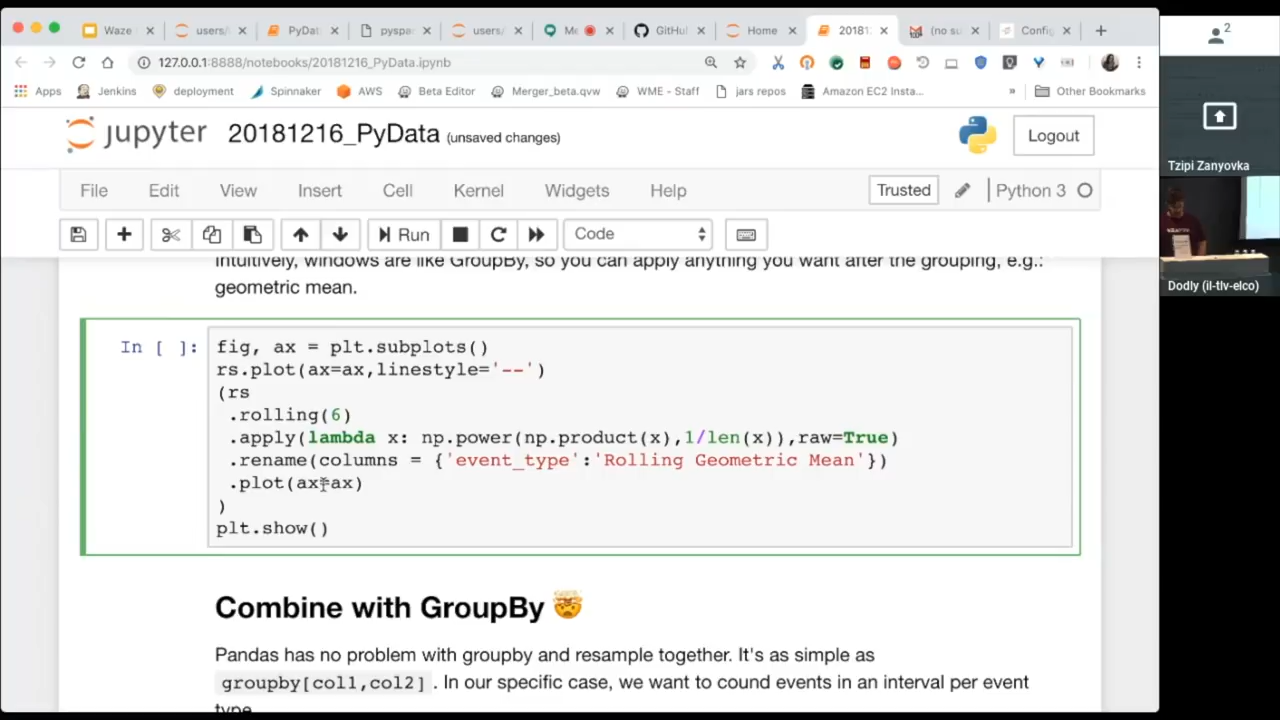 Waze
users/
PyDat
pyspa
users/
Me
GitHu
Home
2018
(no su
Config
2
127.0.0.1:8888/notebooks/20181216_PyData.ipynb
Apps
Jenkins
deployment
Spinnaker
AWS
Beta Editor
Merger_beta.qvw
WME - Staff
jars repos
Amazon EC2 Insta...
»
Other Bookmarks
jupyter 20181216_PyData (unsaved changes)
Logout
Tzipi Zanyovka
File Edit View Insert Cell Kernel Widgets Help
Trusted
Python 3
Run
Code
Intuitively, windows are like GroupBy, so you can apply anything you want after the grouping, e.g.:
geometric mean.
Dodly (il-tlv-elco)
In [ ]: fig, ax = plt.subplots()
rs.plot(ax=ax,linestyle='--')
(rs
.rolling(6)
.apply(lambda x: np.power(np.product(x),1/len(x)),raw=True)
.rename(columns = {'event_type':'Rolling Geometric Mean'})
.plot(ax=ax)
)
plt.show()
Combine with GroupBy 🤯
Pandas has no problem with groupby and resample together. It's as simple as
groupby[col1,col2] . In our specific case, we want to cound events in an interval per event
type.